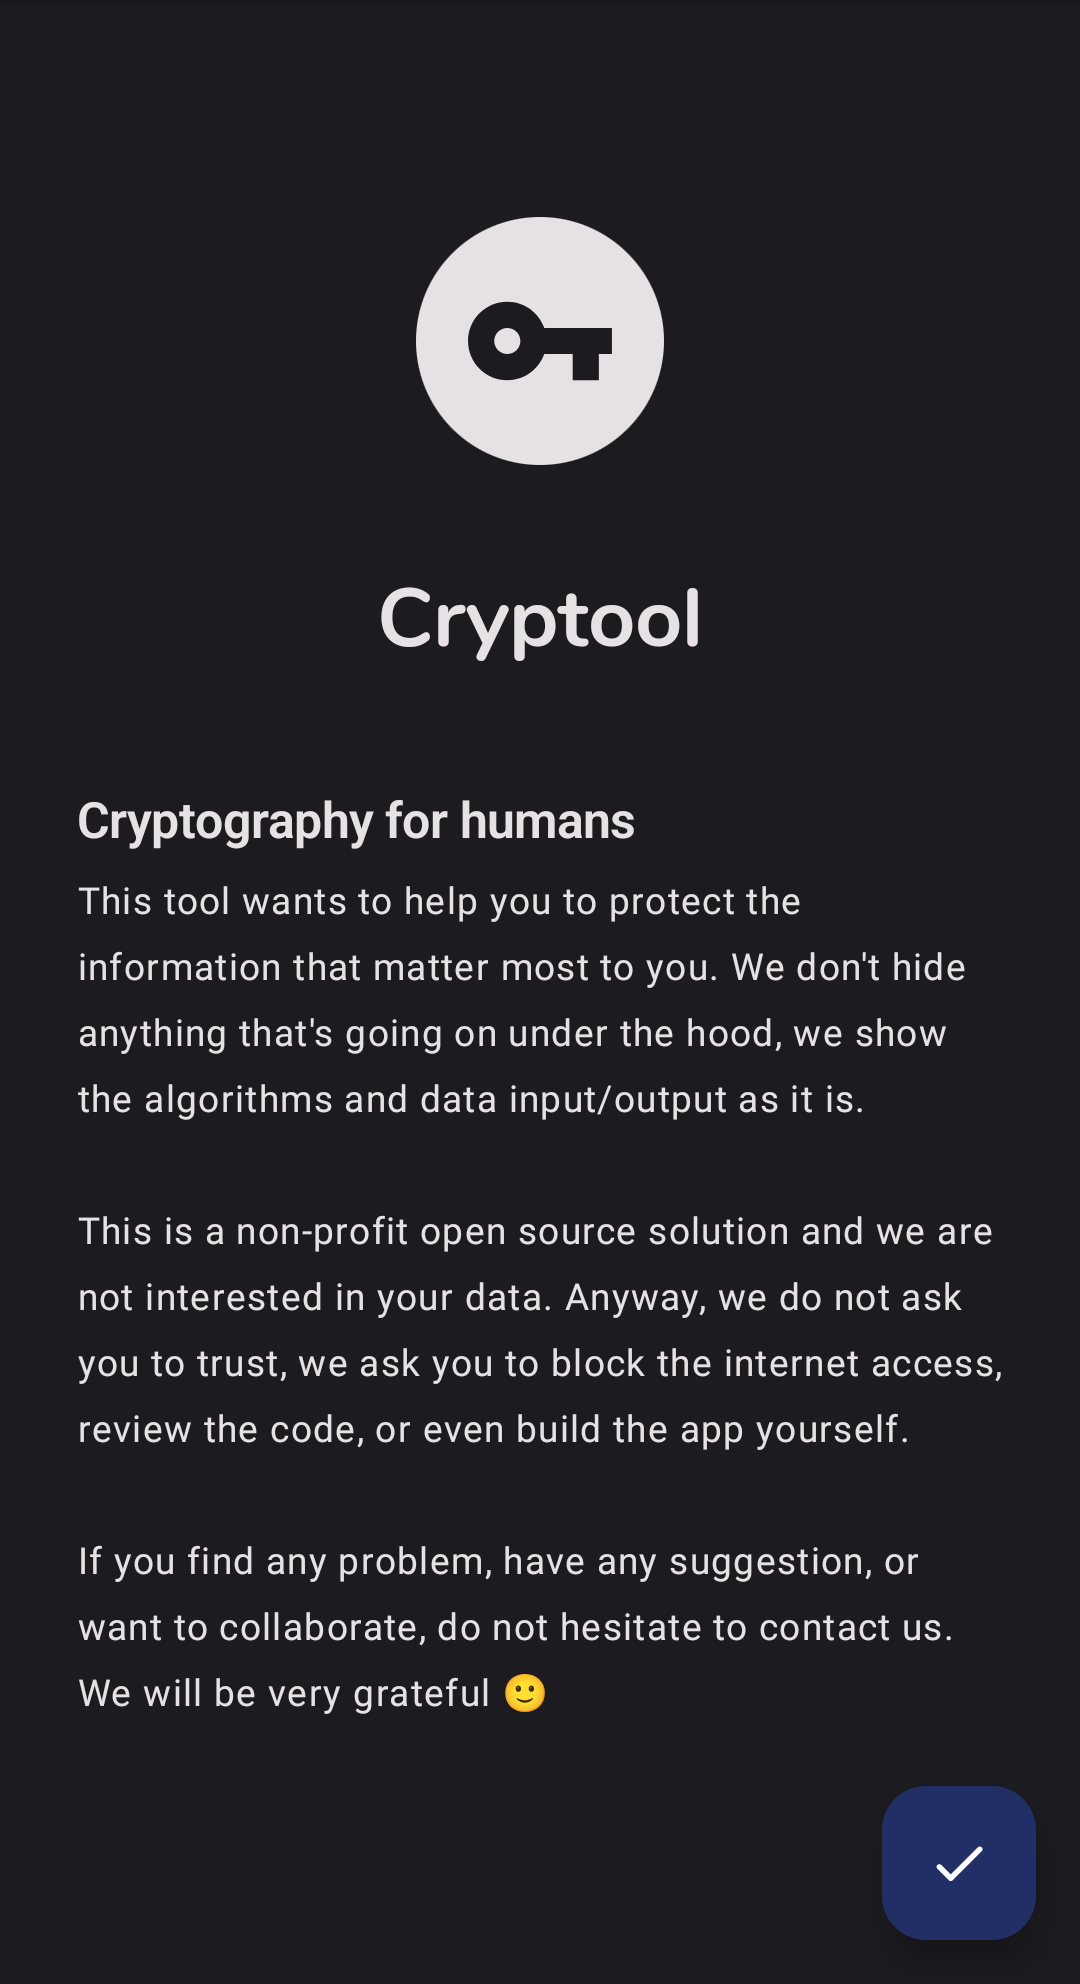 Cryptool
Cryptography for humans
This tool wants to help you to protect the
information that matter most to you. We don't hide
anything that's going on under the hood, we show
the algorithms and data input/output as it is.
This is a non-profit open source solution and we are
not interested in your data. Anyway, we do not ask
you to trust, we ask you to block the internet access,
review the code, or even build the app yourself.
If you find any problem, have any suggestion, or
want to collaborate, do not hesitate to contact us.
We will be very grateful 🙂